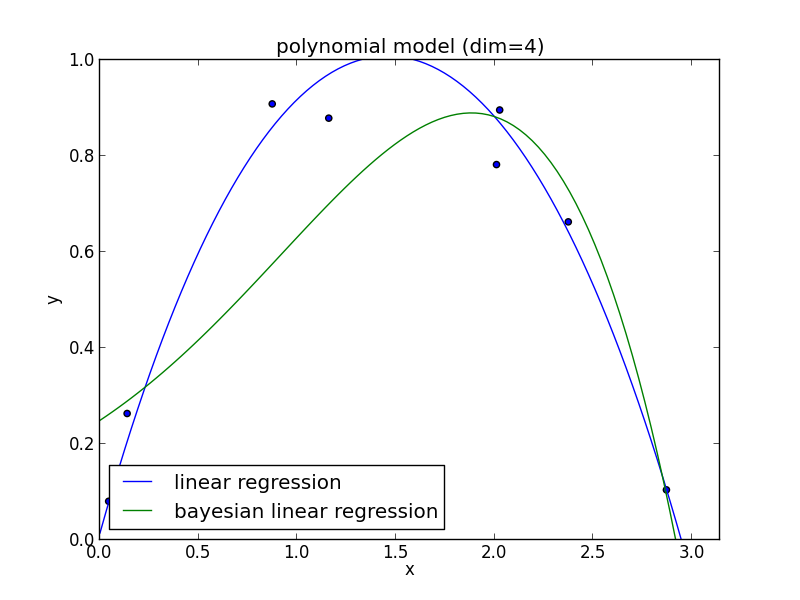 polynomial model (dim=4)
1.0
0.8
0.6
y
0.4
0.2
0.0
linear regression
bayesian linear regression
0.0 0.5 1.0 1.5 2.0 2.5 3.0
x